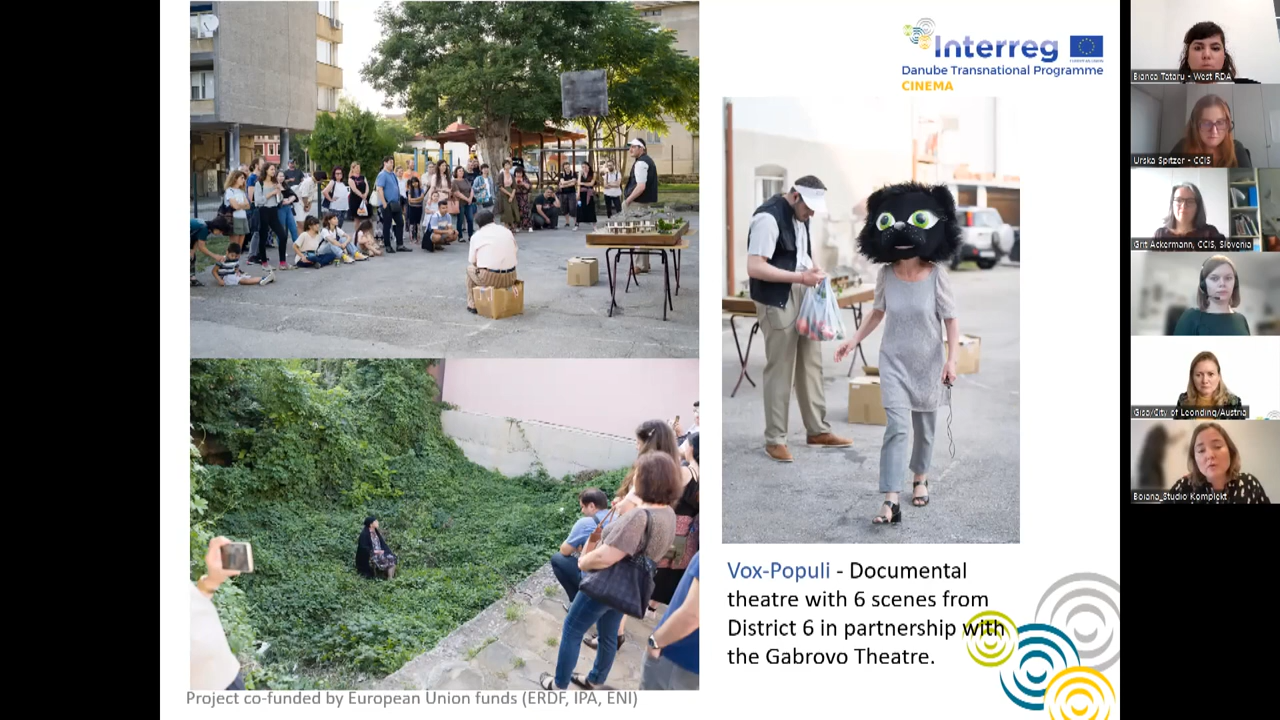 Interreg
Danube Transnational Programme
CINEMA
Vox-Populi - Documental
theatre with 6 scenes from
District 6 in partnership with
the Gabrovo Theatre.
Project co-funded by European Union funds (ERDF, IPA, ENI)
Bianca Tataru - West RDA
Urska Spitzer - CCIS
Grit Ackermann, CCIS, Slovenia
City of Leonding/Austria
Boiana_Studio Komplekt